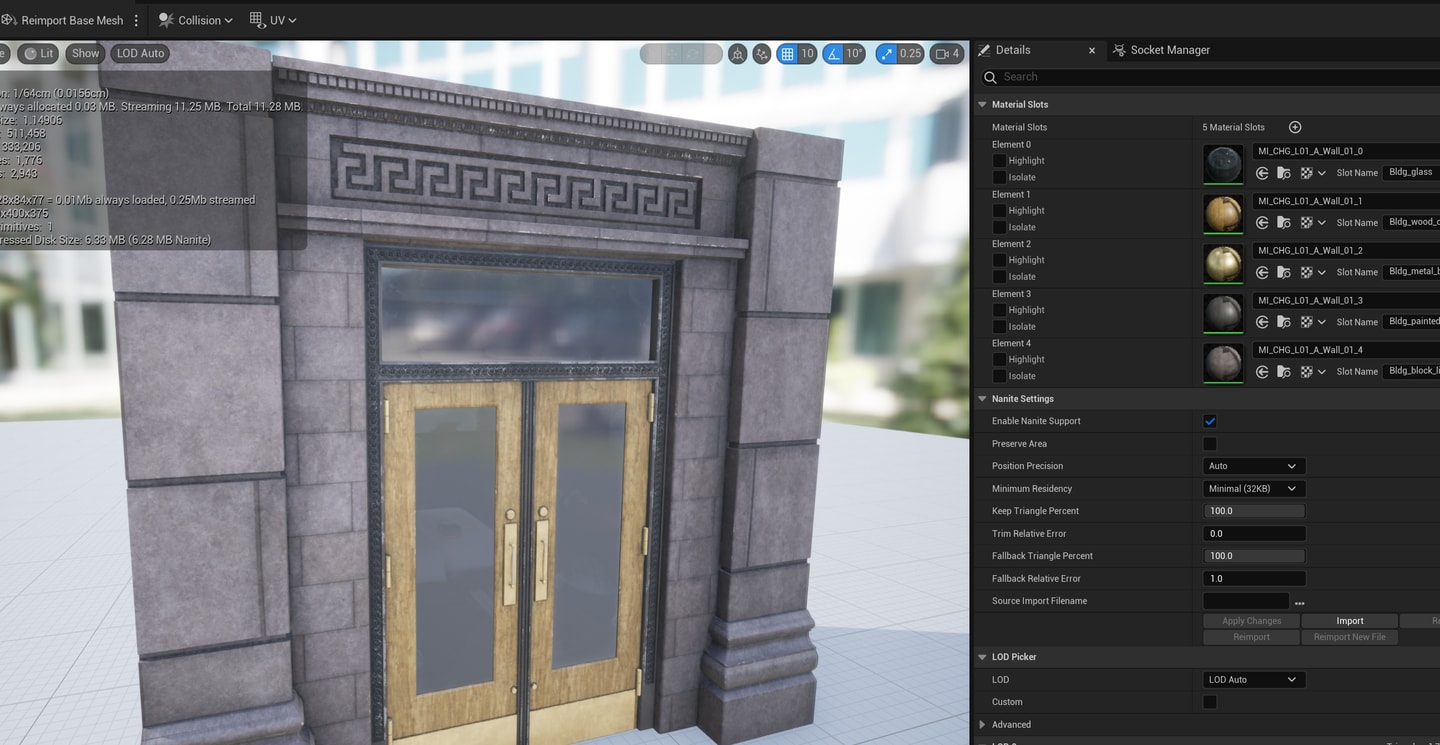 Reimport Base Mesh
Collision
UV
e
Lit
Show
LOD Auto
10
10°
0.25
4
on: 1/64cm (0.0156cm)
ways allocated 0.03 MB. Streaming 11.25 MB. Total 11.28 MB.
ize: 1.14905
: 511,458
333,206
es: 1,776
s: 2,943
28x84x77 = 0.01Mb always loaded, 0.25Mb streamed
x400x375
imitives: 1
ressed Disk Size: 6.33 MB (6.28 MB Nanite)
Details
Socket Manager
Search
Material Slots
Material Slots
5 Material Slots
Element 0
Highlight
Isolate
MI_CHG_L01_A_Wall_01_0
Slot Name
Bldg_glass
Element 1
Highlight
Isolate
MI_CHG_L01_A_Wall_01_1
Slot Name
Bldg_wood_c
Element 2
Highlight
Isolate
MI_CHG_L01_A_Wall_01_2
Slot Name
Bldg_metal_b
Element 3
Highlight
Isolate
MI_CHG_L01_A_Wall_01_3
Slot Name
Bldg_painted
Element 4
Highlight
Isolate
MI_CHG_L01_A_Wall_01_4
Slot Name
Bldg_block_li
Nanite Settings
Enable Nanite Support
Preserve Area
Position Precision
Auto
Minimum Residency
Minimal (32KB)
Keep Triangle Percent
100.0
Trim Relative Error
0.0
Fallback Triangle Percent
100.0
Fallback Relative Error
1.0
Source Import Filename
Apply Changes
Import
Re
Reimport
Reimport New File
LOD Picker
LOD
LOD Auto
Custom
Advanced